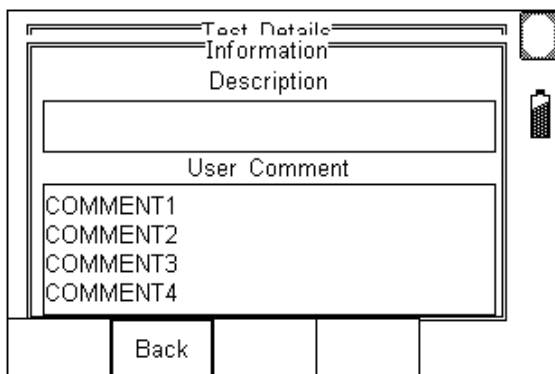 Test Details
Information
Description
User Comment
COMMENT1
COMMENT2
COMMENT3
COMMENT4
Back